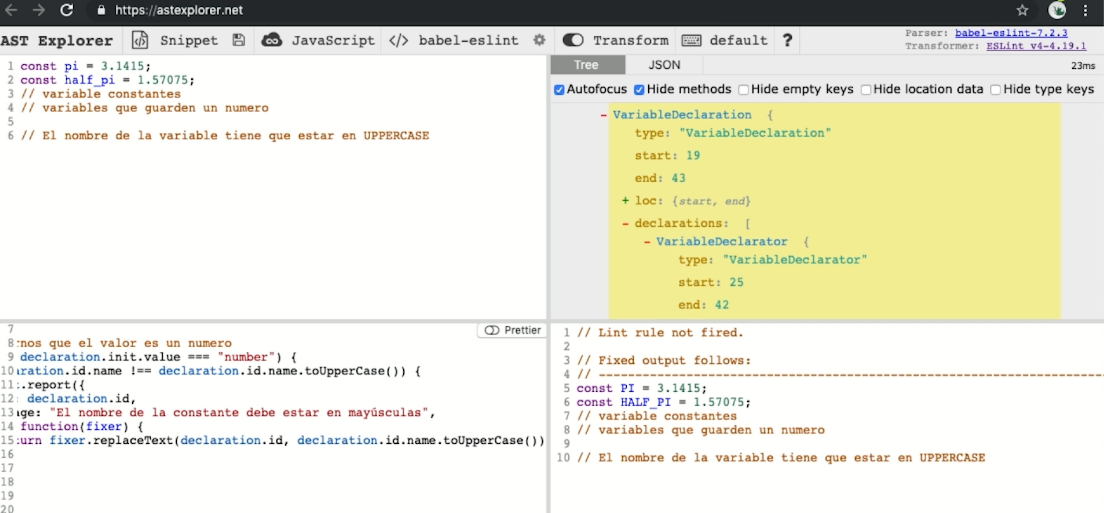 https://astexplorer.net
AST Explorer Snippet JavaScript </> babel-eslint Transform default ?
Parser: babel-eslint-7.2.3
Transformer: ESLint v4-4.19.1
1 const pi = 3.1415;
2 const half_pi = 1.57075;
3 // variable constantes
4 // variables que guarden un numero
5
6 // El nombre de la variable tiene que estar en UPPERCASE
Tree JSON 23ms
Autofocus Hide methods Hide empty keys Hide location data Hide type keys
- VariableDeclaration {
type: "VariableDeclaration"
start: 19
end: 43
+ loc: {start, end}
- declarations: [
- VariableDeclarator {
type: "VariableDeclarator"
start: 25
end: 42
Prettier
7
8 rnos que el valor es un numero
9 declaration.init.value === "number") {
10 aration.id.name !== declaration.id.name.toUpperCase()) {
11 :.report({
12 declaration.id,
13 age: "El nombre de la constante debe estar en mayúsculas",
14 function(fixer) {
15 urn fixer.replaceText(declaration.id, declaration.id.name.toUpperCase())
16
17
18
19
20
1 // Lint rule not fired.
2
3 // Fixed output follows:
4 // --------------------------------------------------------------------------------
5 const PI = 3.1415;
6 const HALF_PI = 1.57075;
7 // variable constantes
8 // variables que guarden un numero
9
10 // El nombre de la variable tiene que estar en UPPERCASE